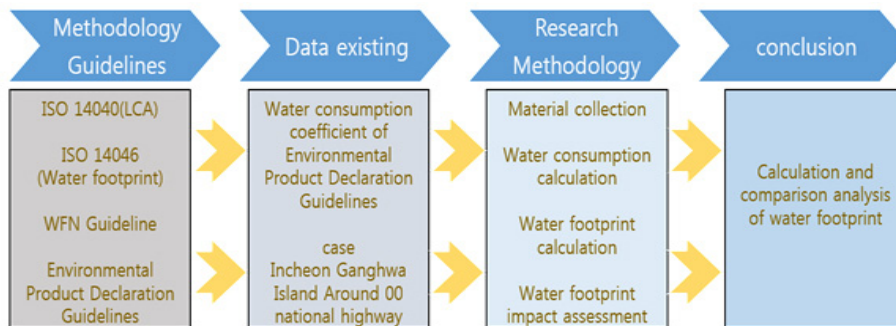 Methodology
Guidelines
Data existing
Research
Methodology
conclusion
ISO 14040(LCA)
ISO 14046
(Water footprint)
WFN Guideline
Environmental
Product Declaration
Guidelines
Water consumption
coefficient of
Environmental
Product Declaration
Guidelines
case
Incheon Ganghwa
Island Around 00
national highway
Material collection
Water consumption
calculation
Water footprint
calculation
Water footprint
impact assessment
Calculation and
comparison analysis
of water footprint